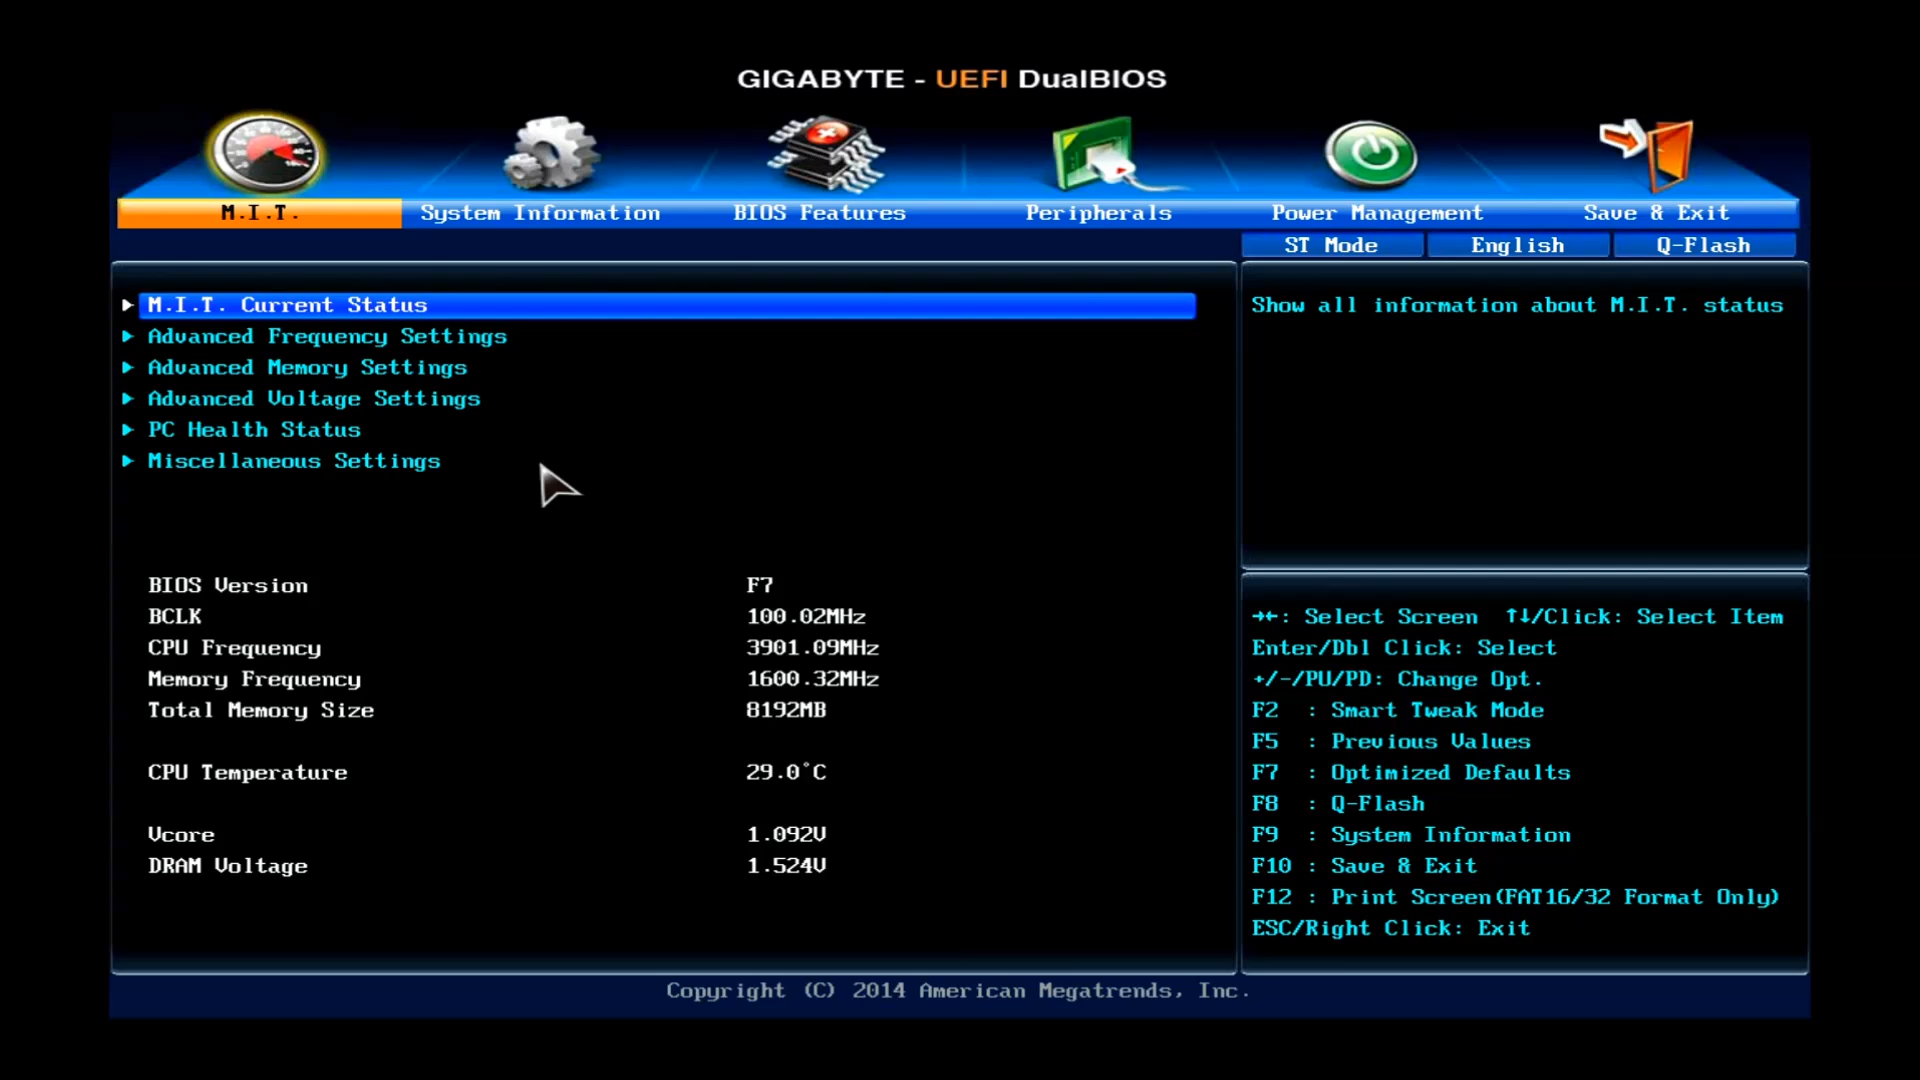 GIGABYTE - UEFI DualBIOS
M.I.T. System Information BIOS Features Peripherals Power Management Save & Exit
ST Mode English Q-Flash
M.I.T. Current Status
Advanced Frequency Settings
Advanced Memory Settings
Advanced Voltage Settings
PC Health Status
Miscellaneous Settings
BIOS Version F7
BCLK 100.02MHz
CPU Frequency 3901.09MHz
Memory Frequency 1600.32MHz
Total Memory Size 8192MB
CPU Temperature 29.0°C
Vcore 1.092V
DRAM Voltage 1.524V
Show all information about M.I.T. status
→←: Select Screen ↑↓/Click: Select Item
Enter/Dbl Click: Select
+/-/PU/PD: Change Opt.
F2 : Smart Tweak Mode
F5 : Previous Values
F7 : Optimized Defaults
F8 : Q-Flash
F9 : System Information
F10 : Save & Exit
F12 : Print Screen(FAT16/32 Format Only)
ESC/Right Click: Exit
Copyright (C) 2014 American Megatrends, Inc.